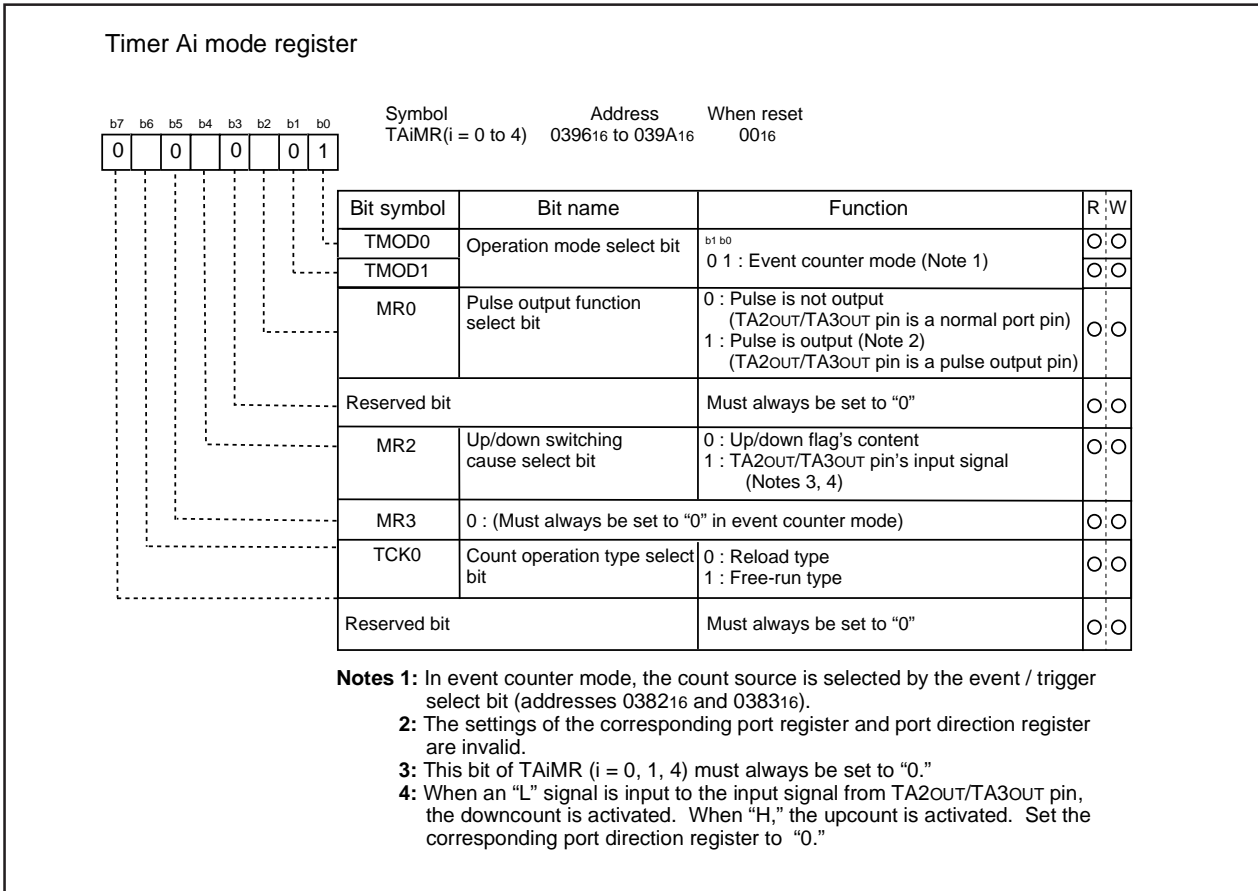 Timer Ai mode register
Symbol Address When reset
TAiMR(i = 0 to 4) 039616 to 039A16 0016
b7 b6 b5 b4 b3 b2 b1 b0
0 0 0 0 1
Bit symbol Bit name Function R W
TMOD0 Operation mode select bit b1 b0
0 1 : Event counter mode (Note 1)
TMOD1
MR0 Pulse output function select bit 0 : Pulse is not output
(TA2OUT/TA3OUT pin is a normal port pin)
1 : Pulse is output (Note 2)
(TA2OUT/TA3OUT pin is a pulse output pin)
Reserved bit Must always be set to “0”
MR2 Up/down switching cause select bit 0 : Up/down flag’s content
1 : TA2OUT/TA3OUT pin’s input signal
(Notes 3, 4)
MR3 0 : (Must always be set to “0” in event counter mode)
TCK0 Count operation type select bit 0 : Reload type
1 : Free-run type
Reserved bit Must always be set to “0”
Notes 1: In event counter mode, the count source is selected by the event / trigger
select bit (addresses 038216 and 038316).
2: The settings of the corresponding port register and port direction register
are invalid.
3: This bit of TAiMR (i = 0, 1, 4) must always be set to “0.”
4: When an “L” signal is input to the input signal from TA2OUT/TA3OUT pin,
the downcount is activated. When “H,” the upcount is activated. Set the
corresponding port direction register to “0.”